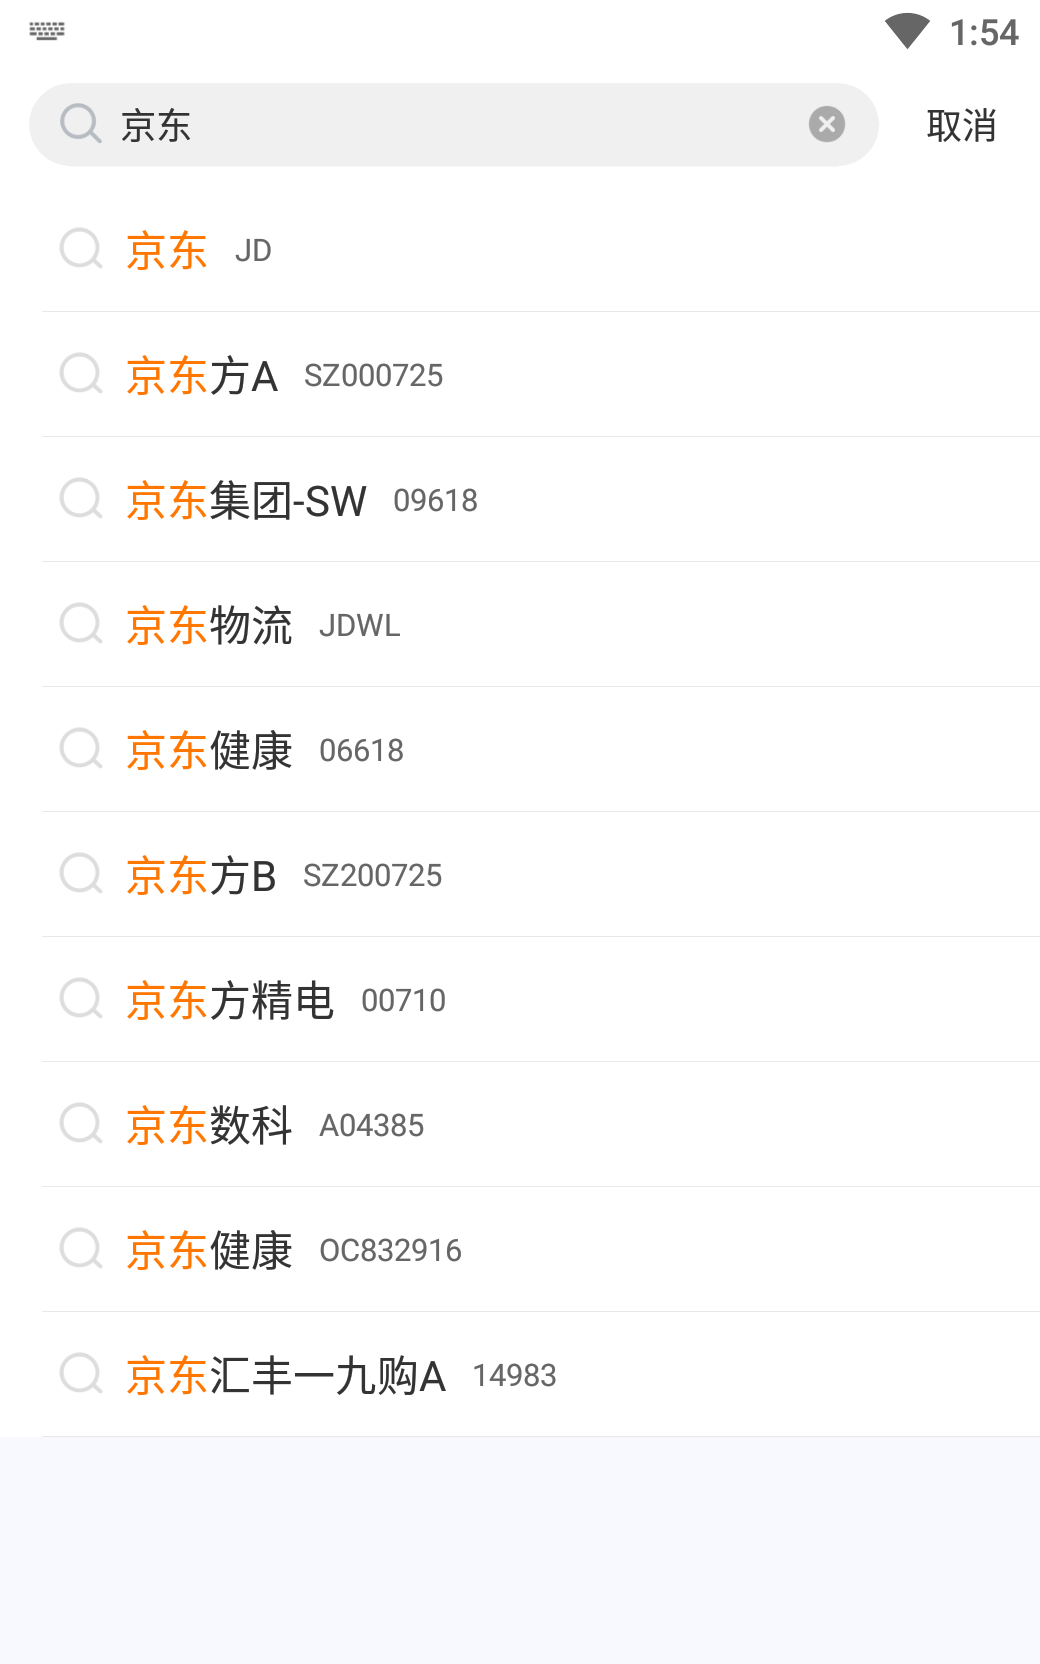 1:54
京东
取消
京东 JD
京东方A SZ000725
京东集团-SW 09618
京东物流 JDWL
京东健康 06618
京东方B SZ200725
京东方精电 00710
京东数科 A04385
京东健康 OC832916
京东汇丰一九购A 14983